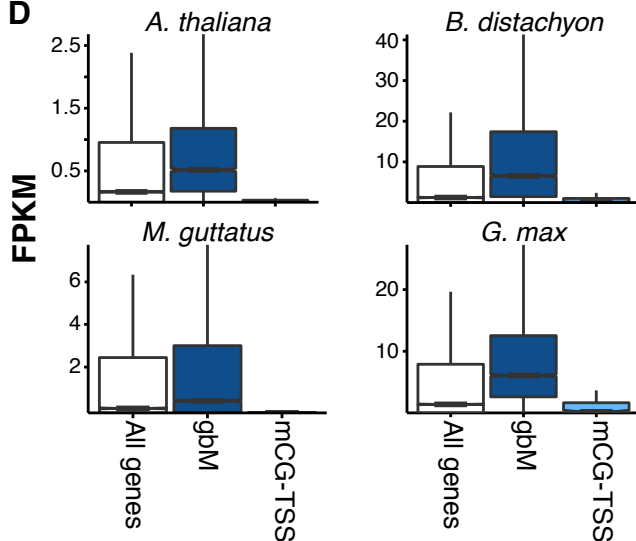 D
A. thaliana
B. distachyon
2.5
1.5
0.5
40
30
20
10
FPKM
M. guttatus
G. max
6
4
2
20
10
All genes
gbM
mCG-TSS
All genes
gbM
mCG-TSS